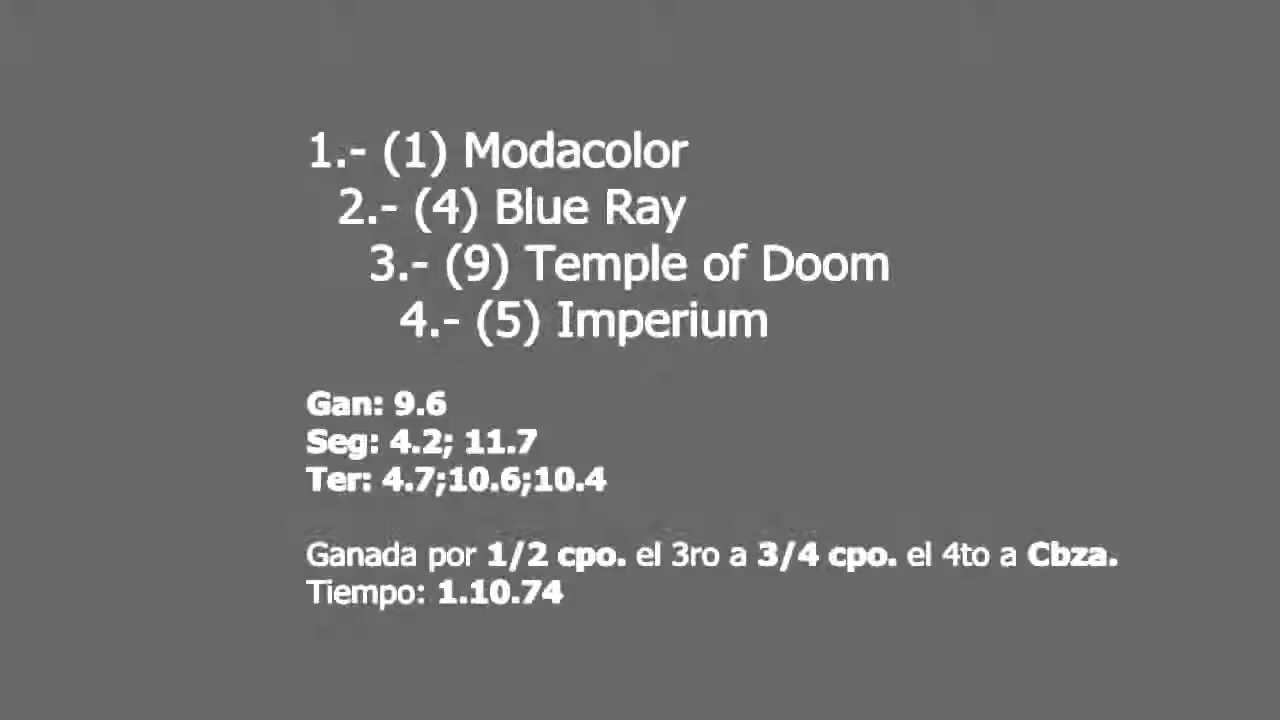 1.- (1) Modacolor
2.- (4) Blue Ray
3.- (9) Temple of Doom
4.- (5) Imperium
Gan: 9.6
Seg: 4.2; 11.7
Ter: 4.7;10.6;10.4
Ganada por 1/2 cpo. el 3ro a 3/4 cpo. el 4to a Cbza.
Tiempo: 1.10.74